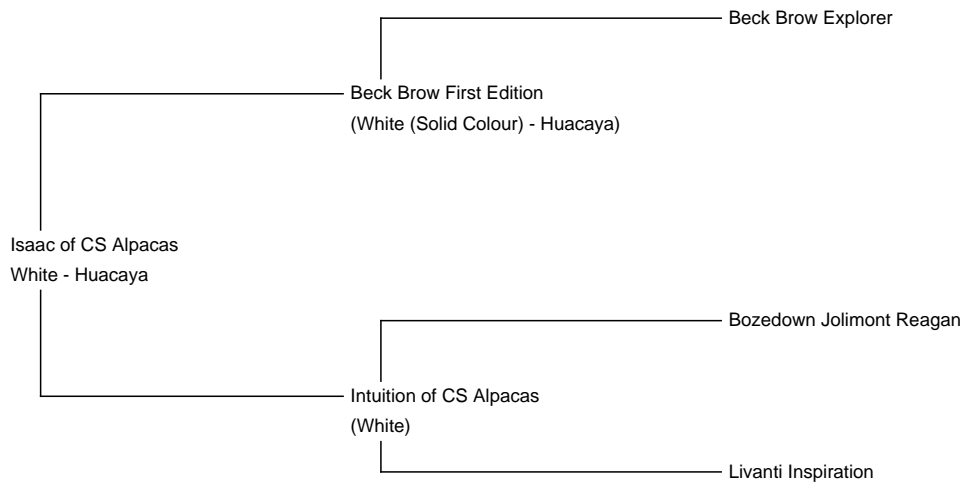 Beck Brow Explorer
Beck Brow First Edition
(White (Solid Colour) - Huacaya)
Isaac of CS Alpacas
White - Huacaya
Bozedown Jolimont Reagan
Intuition of CS Alpacas
(White)
Livanti Inspiration